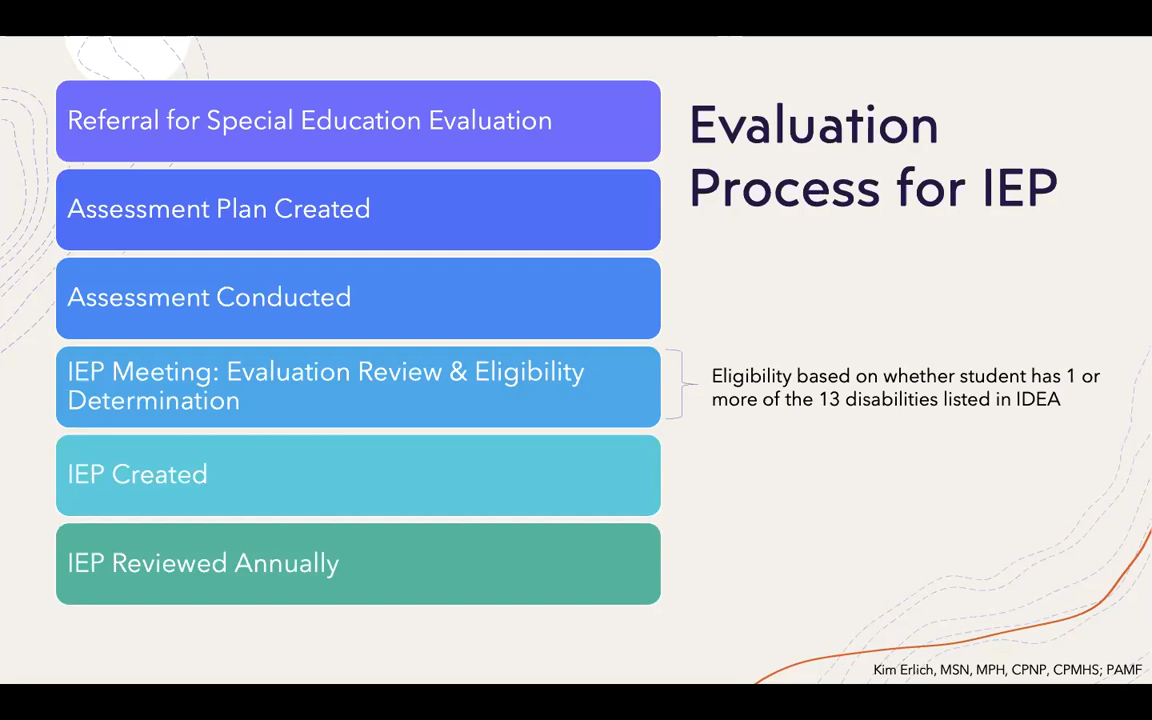 Evaluation
Process for IEP
Referral for Special Education Evaluation
Assessment Plan Created
Assessment Conducted
IEP Meeting: Evaluation Review & Eligibility
Determination
Eligibility based on whether student has 1 or
more of the 13 disabilities listed in IDEA
IEP Created
IEP Reviewed Annually
Kim Erlich, MSN, MPH, CPNP, CPMHS; PAMF